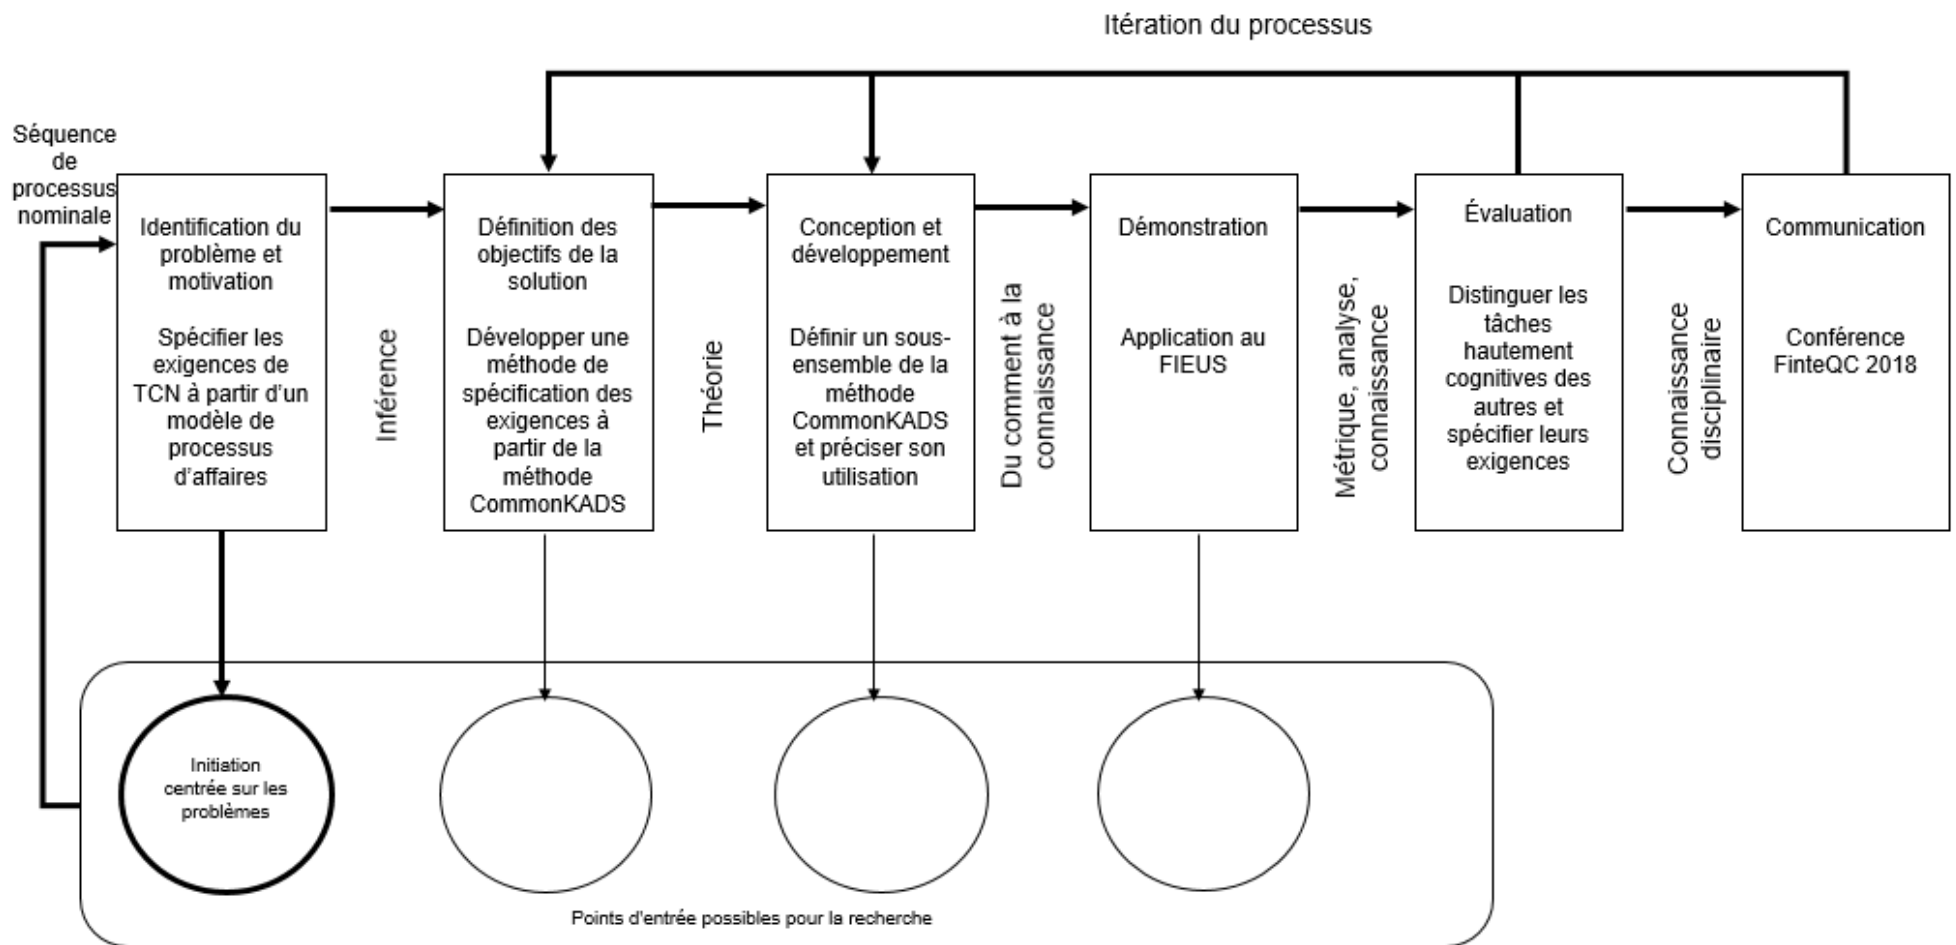 Itération du processus
Séquence
de
processus
nominale
Identification du
problème et
motivation
Spécifier les
exigences de
TCN à partir d'un
modèle de
processus
d'affaires
Inférence
Définition des
objectifs de la
solution
Développer une
méthode de
spécification des
exigences à
partir de la
méthode
CommonKADS
Théorie
Conception et
développement
Définir un sous-
ensemble de la
méthode
CommonKADS
et préciser son
utilisation
Du comment à la
connaissance
Démonstration
Application au
FIEUS
Métrique, analyse,
connaissance
Évaluation
Distinguer les
tâches
hautement
cognitives des
autres et
spécifier leurs
exigences
Connaissance
disciplinaire
Communication
Conférence
FinteQC 2018
Initiation
centrée sur les
problèmes
Points d'entrée possibles pour la recherche